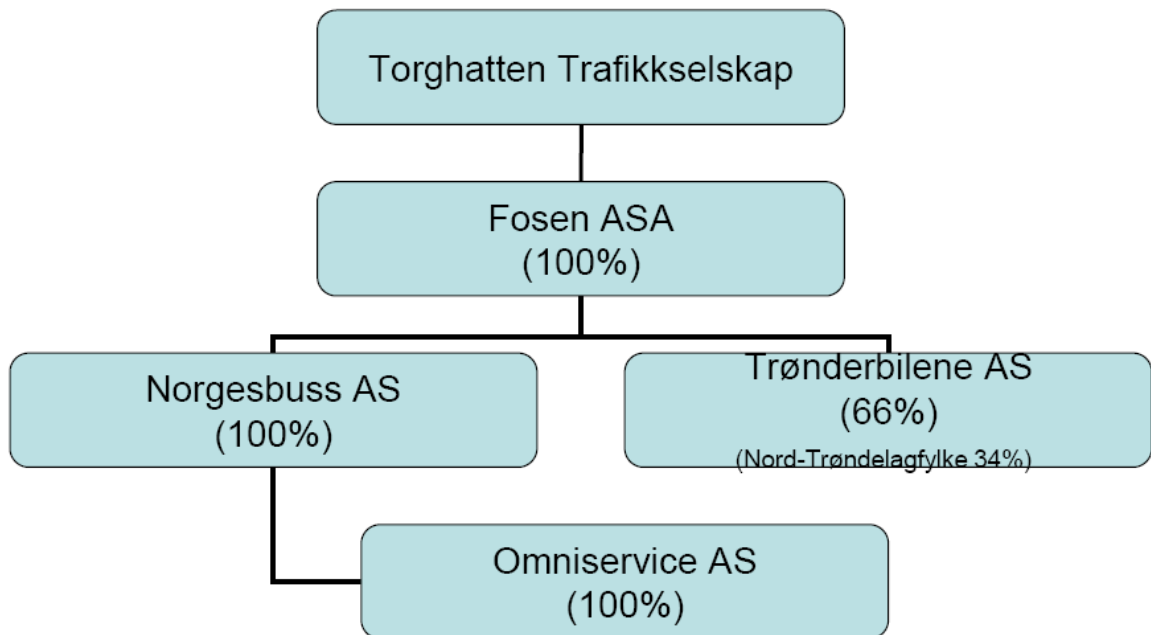 Torghatten Trafikkselskap
Fosen ASA
(100%)
Norgesbuss AS
(100%)
Trønderbilene AS
(66%)
(Nord-Trøndelagfylke 34%)
Omniservice AS
(100%)